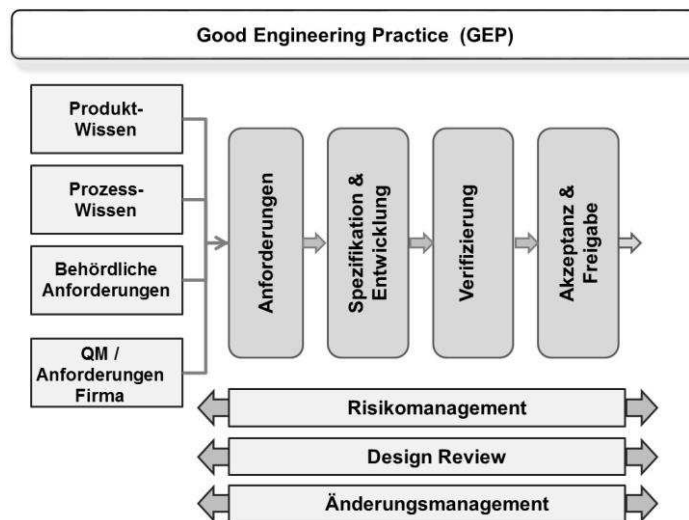 Good Engineering Practice (GEP)
Produkt-
Wissen
Prozess-
Wissen
Behördliche
Anforderungen
QM /
Anforderungen
Firma
Anforderungen
Spezifikation &
Entwicklung
Verifizierung
Akzeptanz &
Freigabe
Risikomanagement
Design Review
Änderungsmanagement